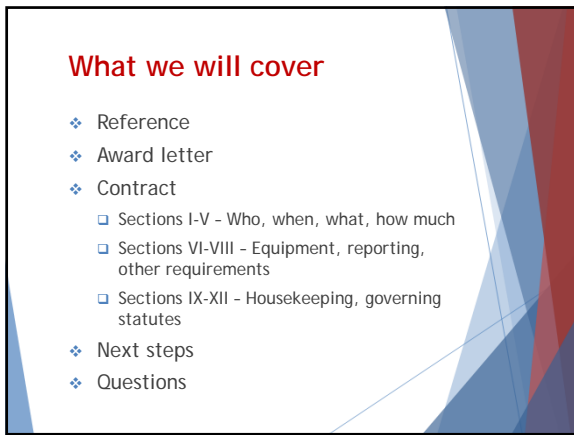 What we will cover
❖ Reference
❖ Award letter
❖ Contract
❑ Sections I-V – Who, when, what, how much
❑ Sections VI-VIII – Equipment, reporting,
other requirements
❑ Sections IX-XII – Housekeeping, governing
statutes
❖ Next steps
❖ Questions